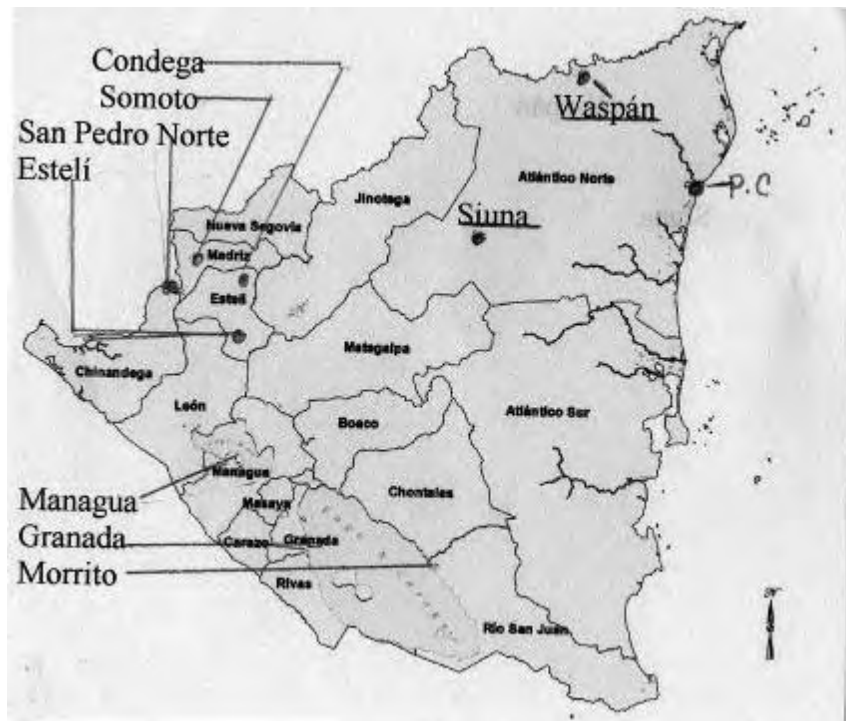 Condega
Somoto
San Pedro Norte
Estelí
Waspán
P.C
Atlántico Norte
Jinotega
Siuna
Nueva Segovia
Madriz
Estelí
Matagalpa
Chinandega
León
Boaco
Atlántico Sur
Managua
Chontales
Managua
Masaya
Granada
Granada
Carazo
Morrito
Rivas
Río San Juan